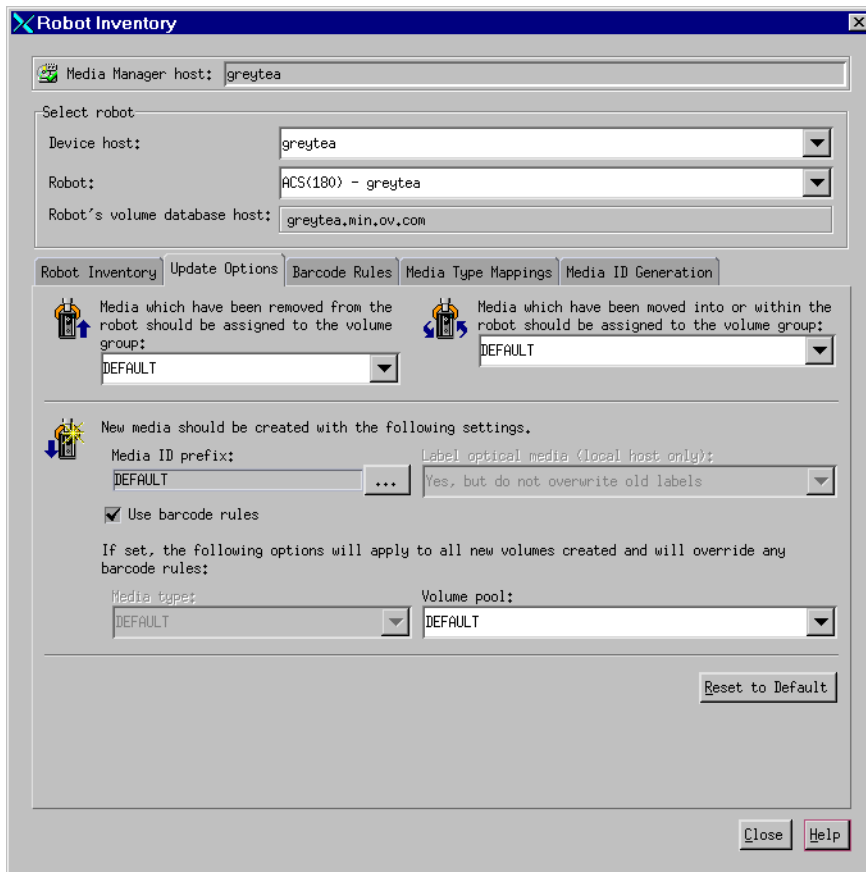 Robot Inventory
Media Manager host: greytea
Select robot
Device host: greytea
Robot: ACS(180) - greytea
Robot's volume database host: greytea.min.ov.com
Robot Inventory Update Options Barcode Rules Media Type Mappings Media ID Generation
Media which have been removed from the
robot should be assigned to the volume
group:
DEFAULT
Media which have been moved into or within the
robot should be assigned to the volume group:
DEFAULT
New media should be created with the following settings.
Media ID prefix:
DEFAULT ...
Label optical media (local host only):
Yes, but do not overwrite old labels
Use barcode rules
If set, the following options will apply to all new volumes created and will override any
barcode rules:
Media type:
DEFAULT
Volume pool:
DEFAULT
Reset to Default
Close Help